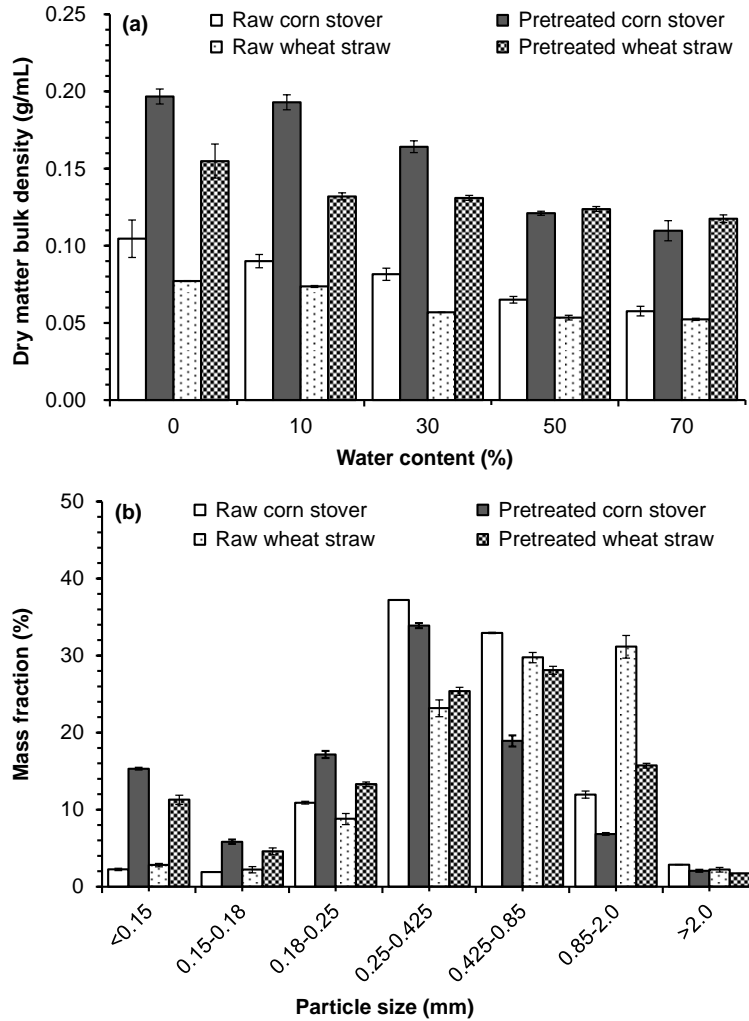 (a)
Raw corn stover Pretreated corn stover
Raw wheat straw Pretreated wheat straw
Dry matter bulk density (g/mL)
0.25
0.20
0.15
0.10
0.05
0.00
0 10 30 50 70
Water content (%)
(b)
Raw corn stover Pretreated corn stover
Raw wheat straw Pretreated wheat straw
Mass fraction (%)
50
40
30
20
10
0
<0.15 0.15-0.18 0.18-0.25 0.25-0.425 0.425-0.85 0.85-2.0 >2.0
Particle size (mm)